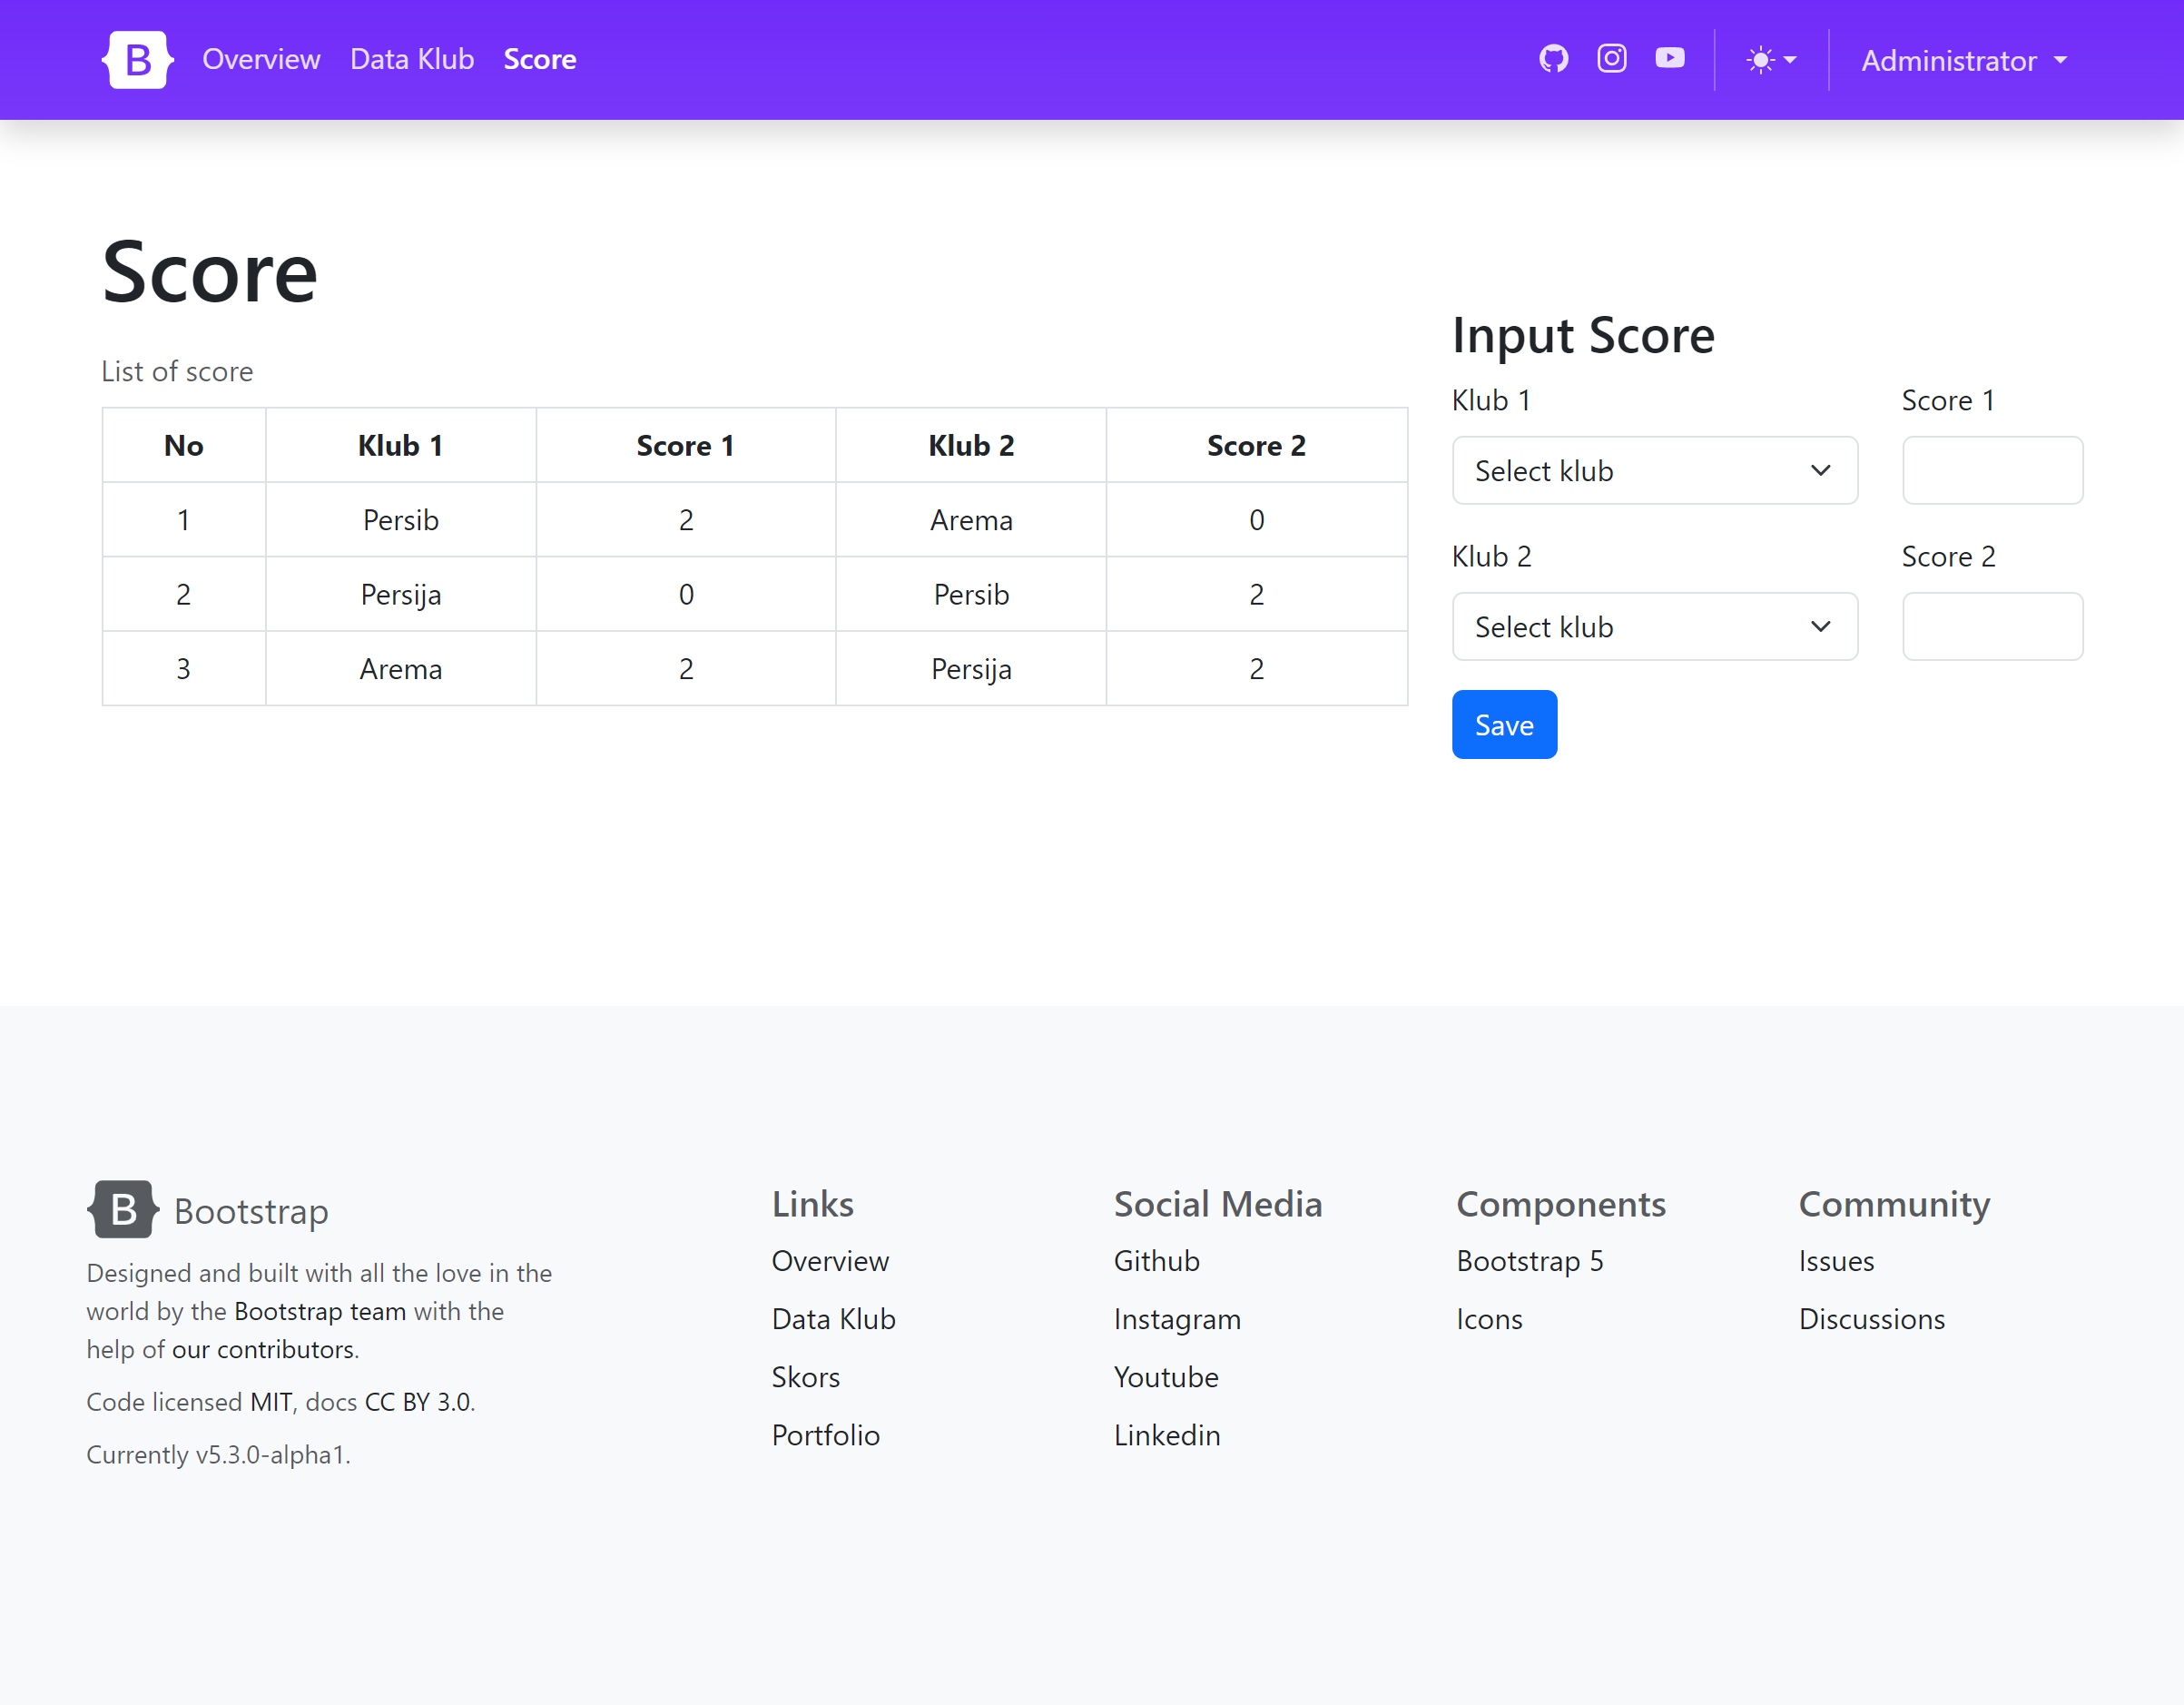 B Overview Data Klub Score Administrator
Score
List of score
No Klub 1 Score 1 Klub 2 Score 2
1 Persib 2 Arema 0
2 Persija 0 Persib 2
3 Arema 2 Persija 2
Input Score
Klub 1 Score 1
Select klub
Klub 2 Score 2
Select klub
Save
B Bootstrap
Designed and built with all the love in the
world by the Bootstrap team with the
help of our contributors.
Code licensed MIT, docs CC BY 3.0.
Currently v5.3.0-alpha1.
Links
Overview
Data Klub
Skors
Portfolio
Social Media
Github
Instagram
Youtube
Linkedin
Components
Bootstrap 5
Icons
Community
Issues
Discussions